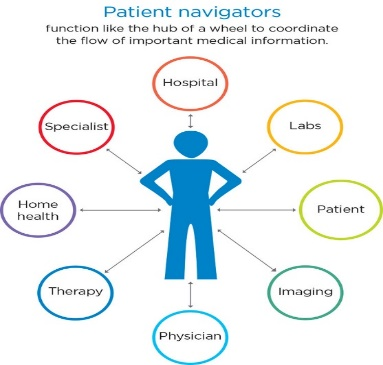 Patient navigators
function like the hub of a wheel to coordinate
the flow of important medical information.
Hospital
Specialist
Labs
Home
health
Patient
Therapy
Imaging
Physician